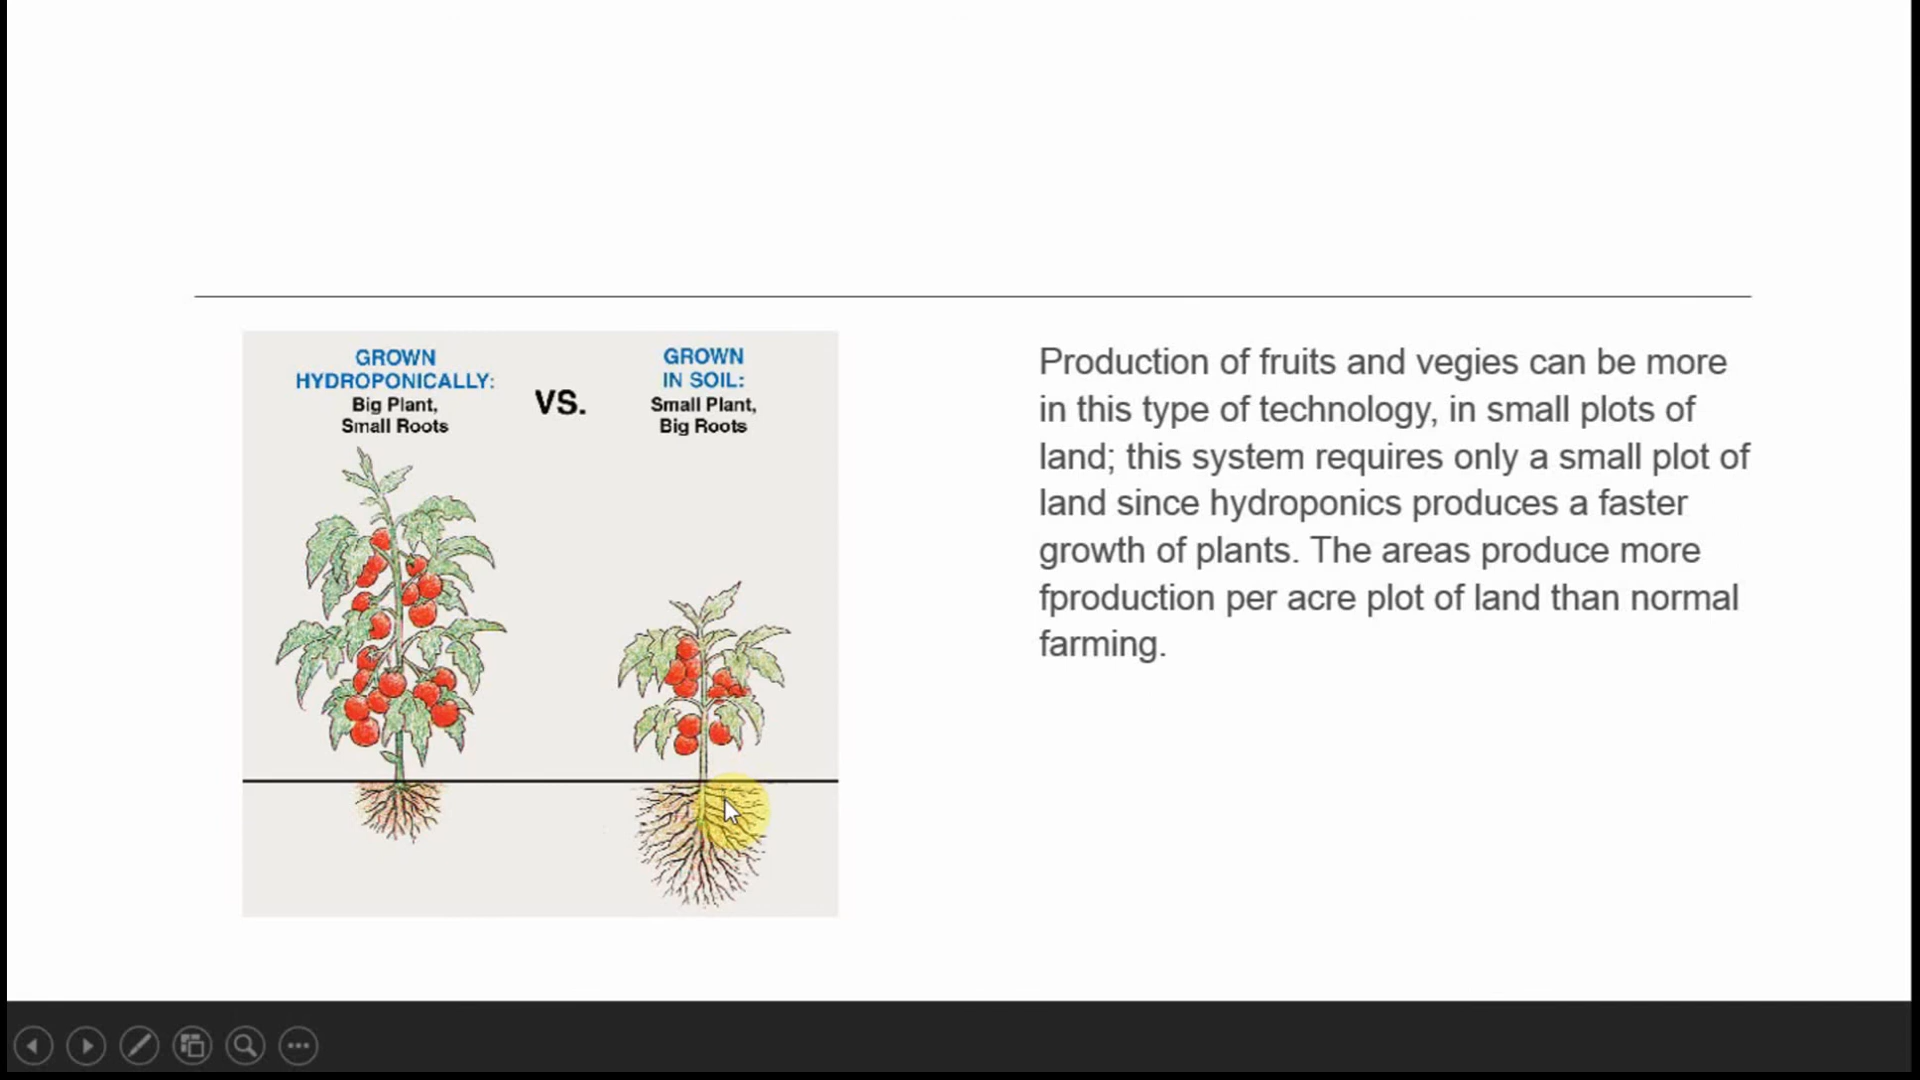 GROWN
HYDROPONICALLY:
Big Plant,
Small Roots
VS.
GROWN
IN SOIL:
Small Plant,
Big Roots
Production of fruits and vegies can be more
in this type of technology, in small plots of
land; this system requires only a small plot of
land since hydroponics produces a faster
growth of plants. The areas produce more
fproduction per acre plot of land than normal
farming.